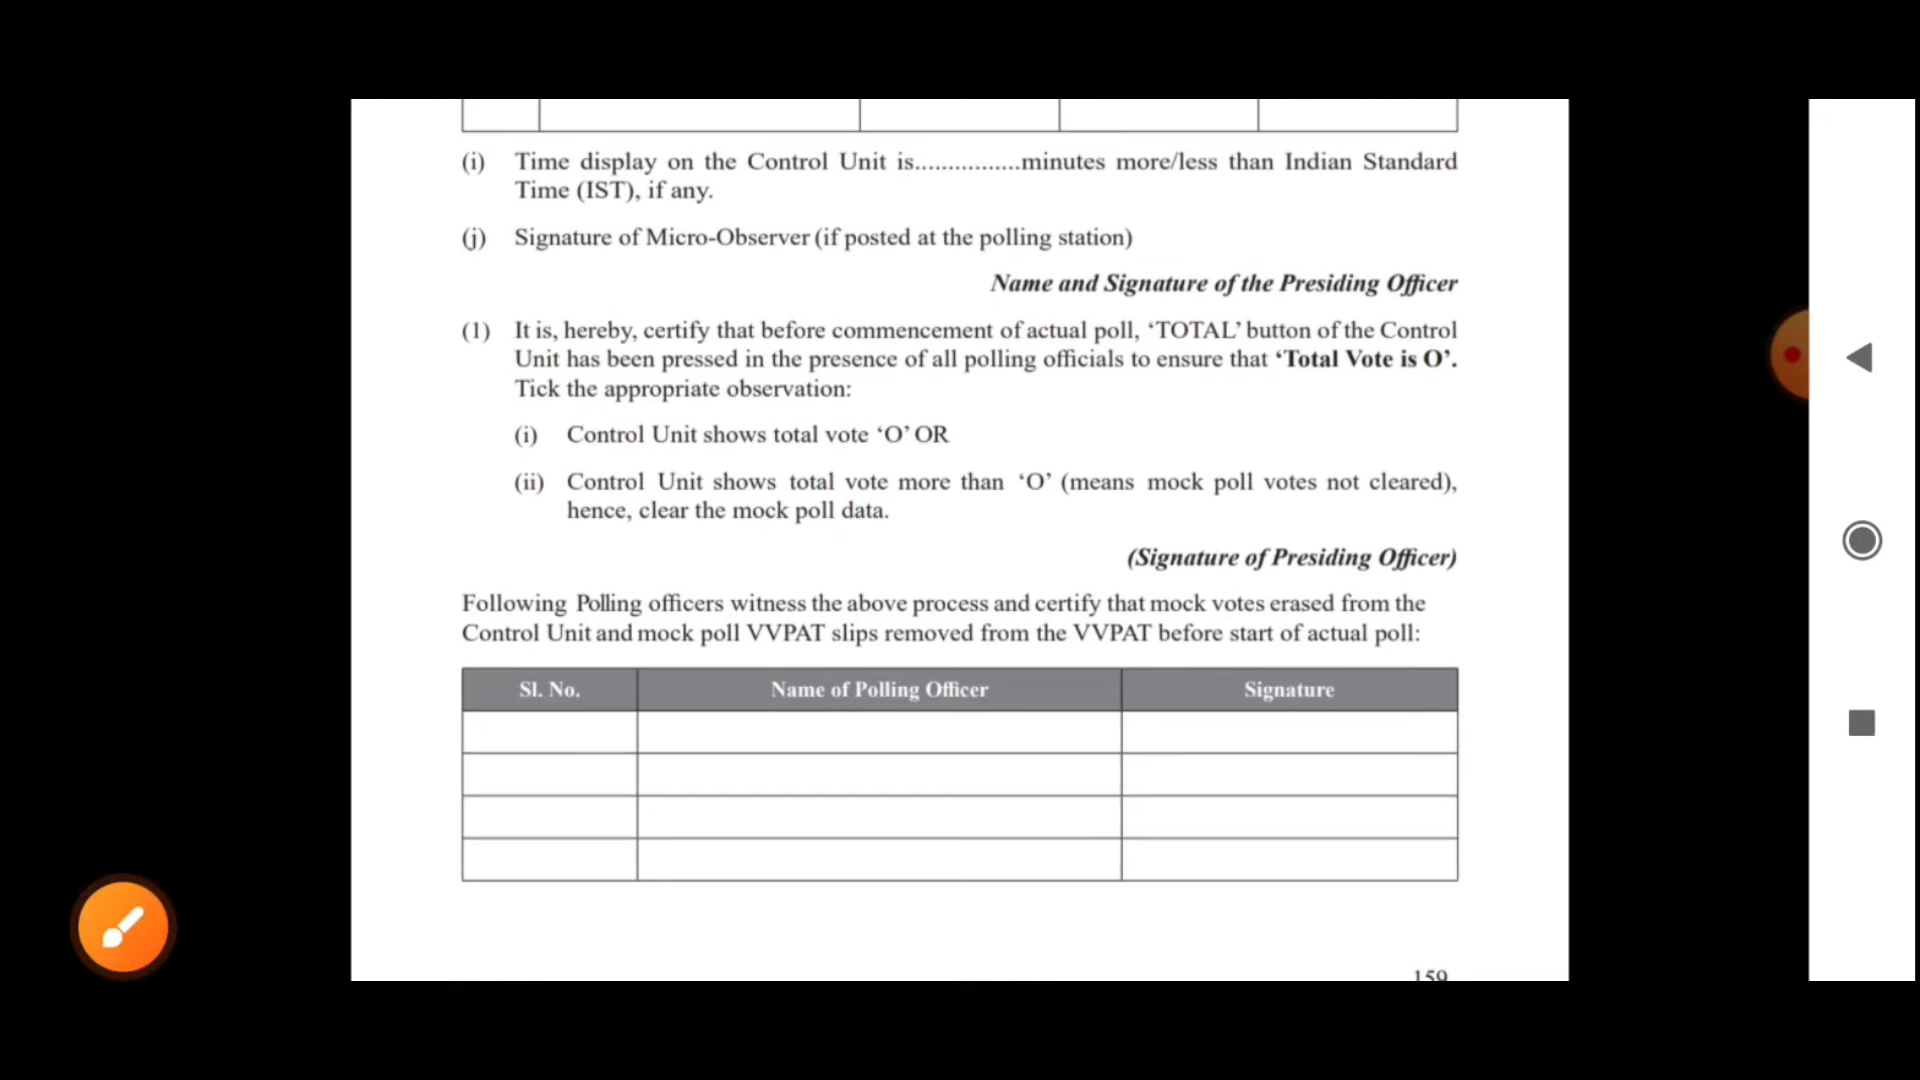 (i) Time display on the Control Unit is................minutes more/less than Indian Standard
Time (IST), if any.
(j) Signature of Micro-Observer (if posted at the polling station)
Name and Signature of the Presiding Officer
(1) It is, hereby, certify that before commencement of actual poll, ‘TOTAL’ button of the Control
Unit has been pressed in the presence of all polling officials to ensure that ‘Total Vote is O’.
Tick the appropriate observation:
(i) Control Unit shows total vote ‘O’ OR
(ii) Control Unit shows total vote more than ‘O’ (means mock poll votes not cleared),
hence, clear the mock poll data.
(Signature of Presiding Officer)
Following Polling officers witness the above process and certify that mock votes erased from the
Control Unit and mock poll VVPAT slips removed from the VVPAT before start of actual poll:
Sl. No. Name of Polling Officer Signature
159